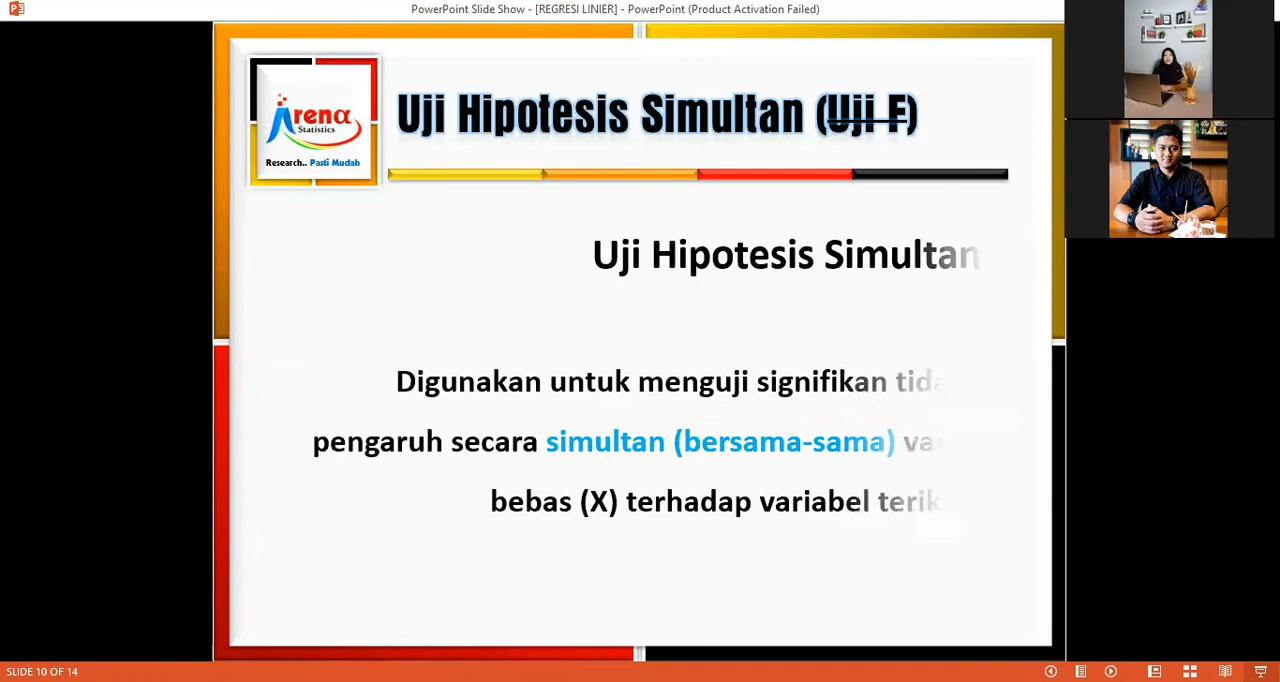 PowerPoint Slide Show - [REGRESI LINIER] - PowerPoint (Product Activation Failed)
Arena
Statistics
Research.. Pasti Mudah
Uji Hipotesis Simultan (Uji F)
Uji Hipotesis Simultan
Digunakan untuk menguji signifikan
pengaruh secara simultan (bersama-sama)
bebas (X) terhadap variabel
SLIDE 10 OF 14